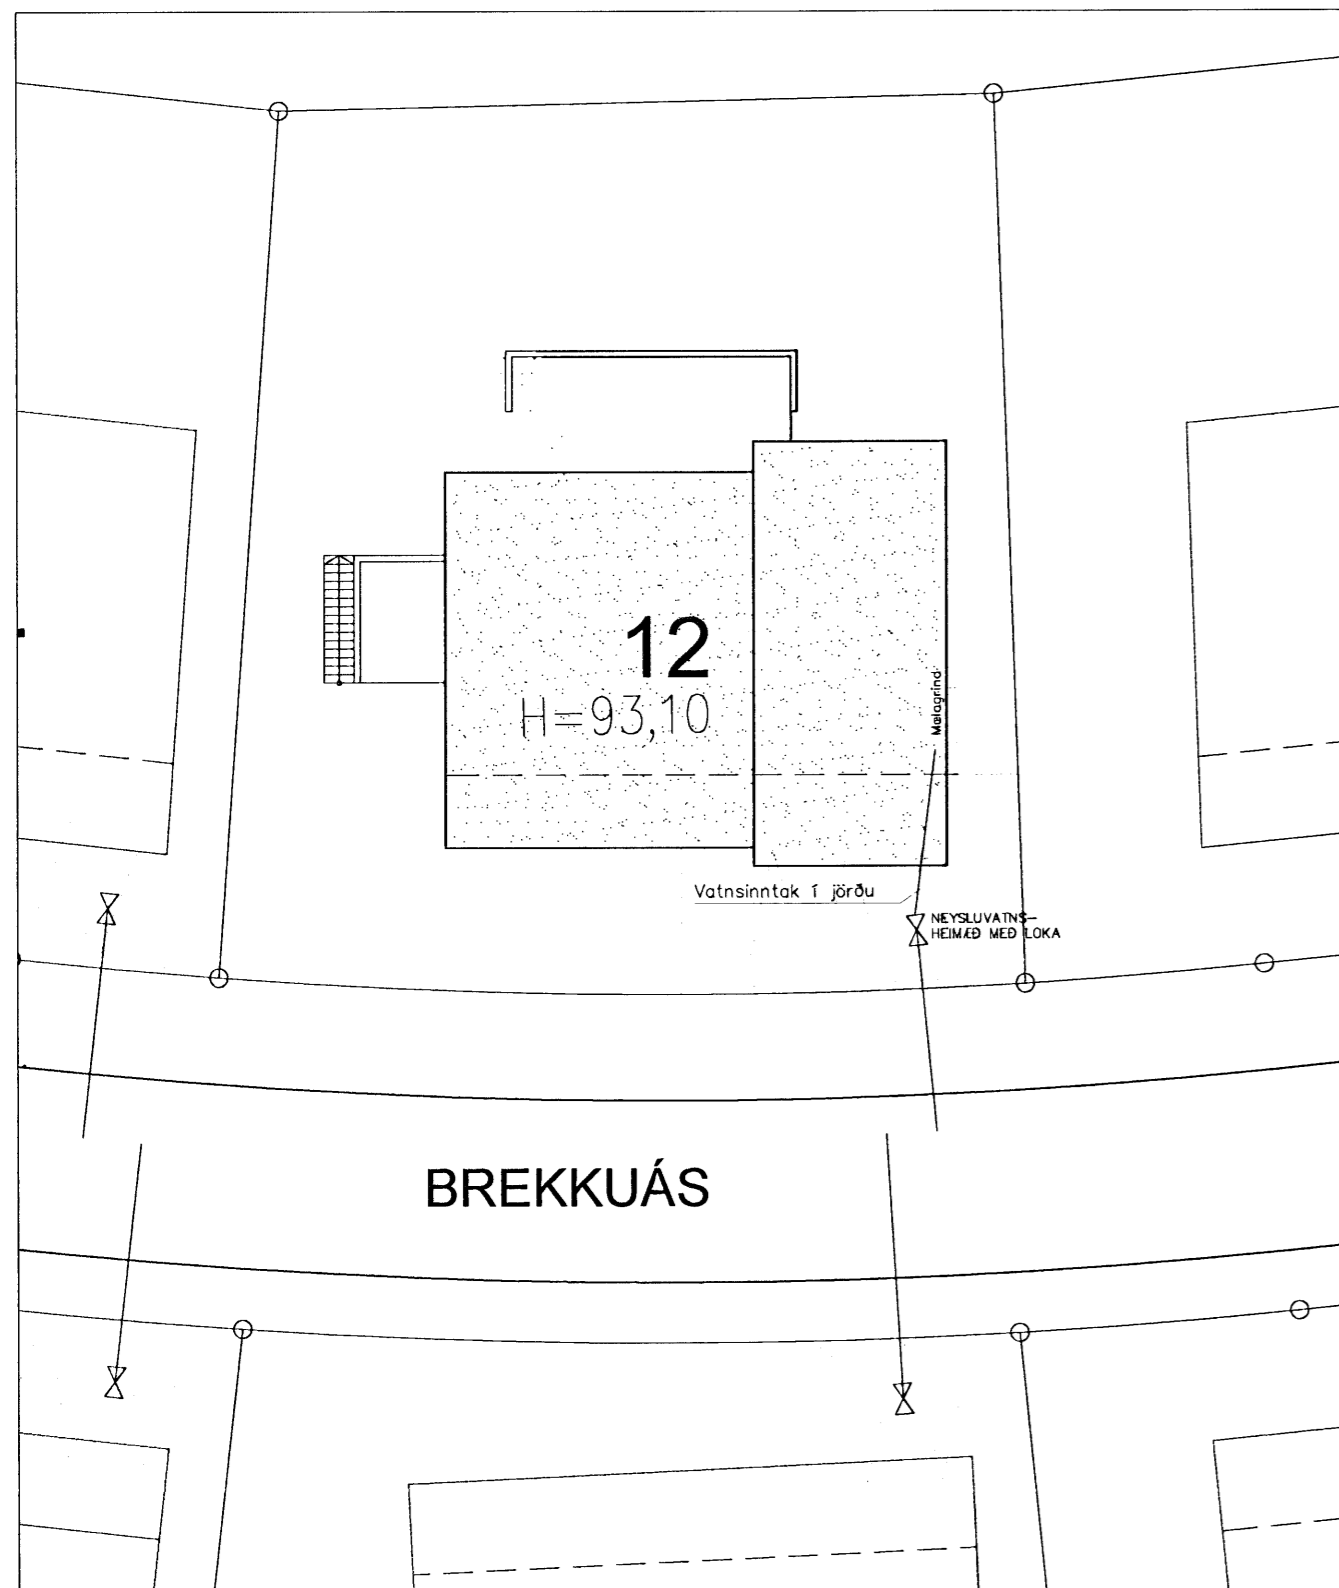 12
H=93,10
Mælagrind
Vatnsinntak í jörðu
NEYSLUVATNS-
HEIMÆÐ MEÐ LOKA
BREKKUÁS